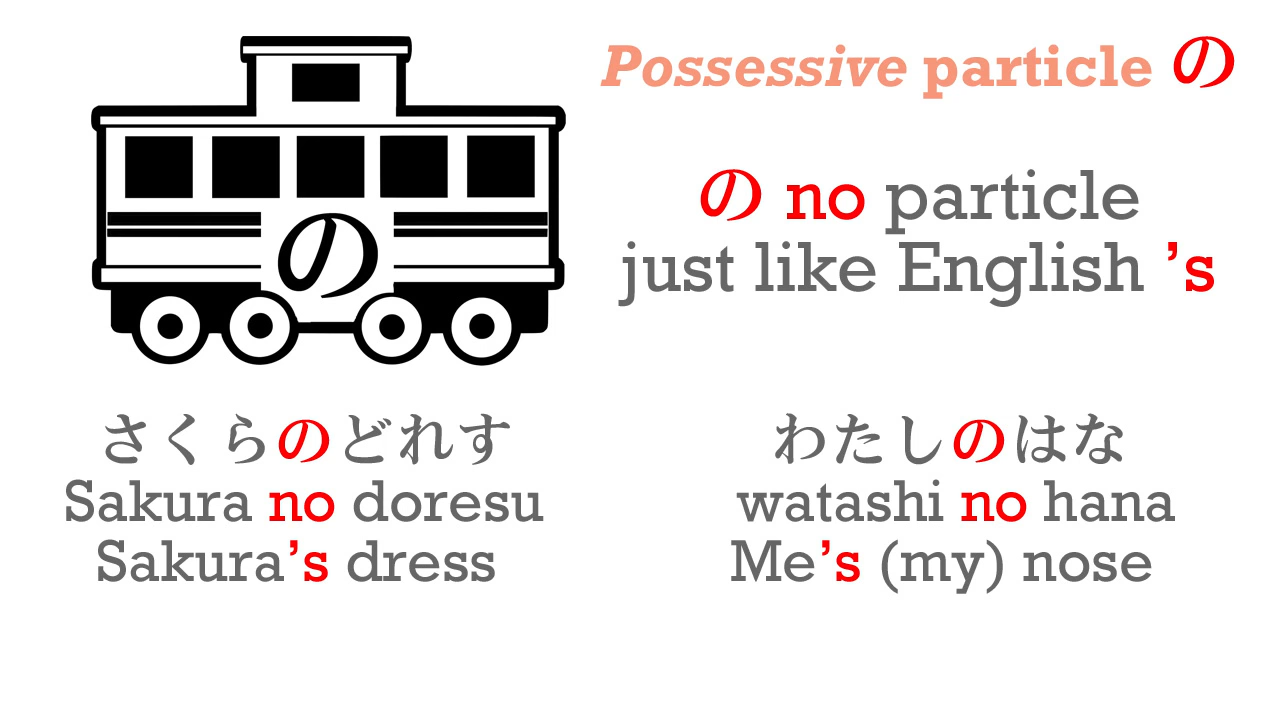 Possessive particle の
の
の no particle
just like English ’s
さくらのどれす
Sakura no doresu
Sakura’s dress
わたしのはな
watashi no hana
Me’s (my) nose